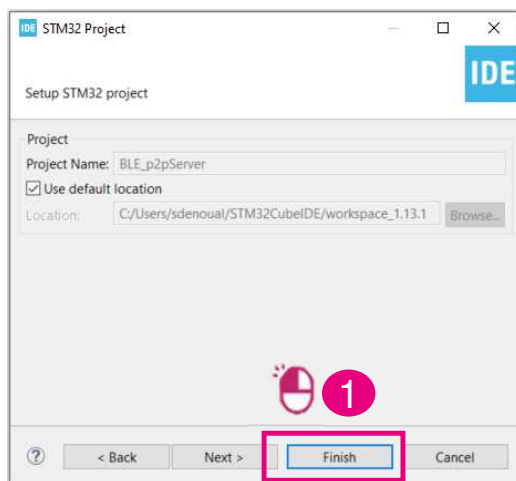 IDE STM32 Project
IDE
Setup STM32 project
Project
Project Name: BLE_p2pServer
Use default location
Location: C:/Users/sdenoual/STM32CubeIDE/workspace_1.13.1 Browse...
1
? < Back Next > Finish Cancel